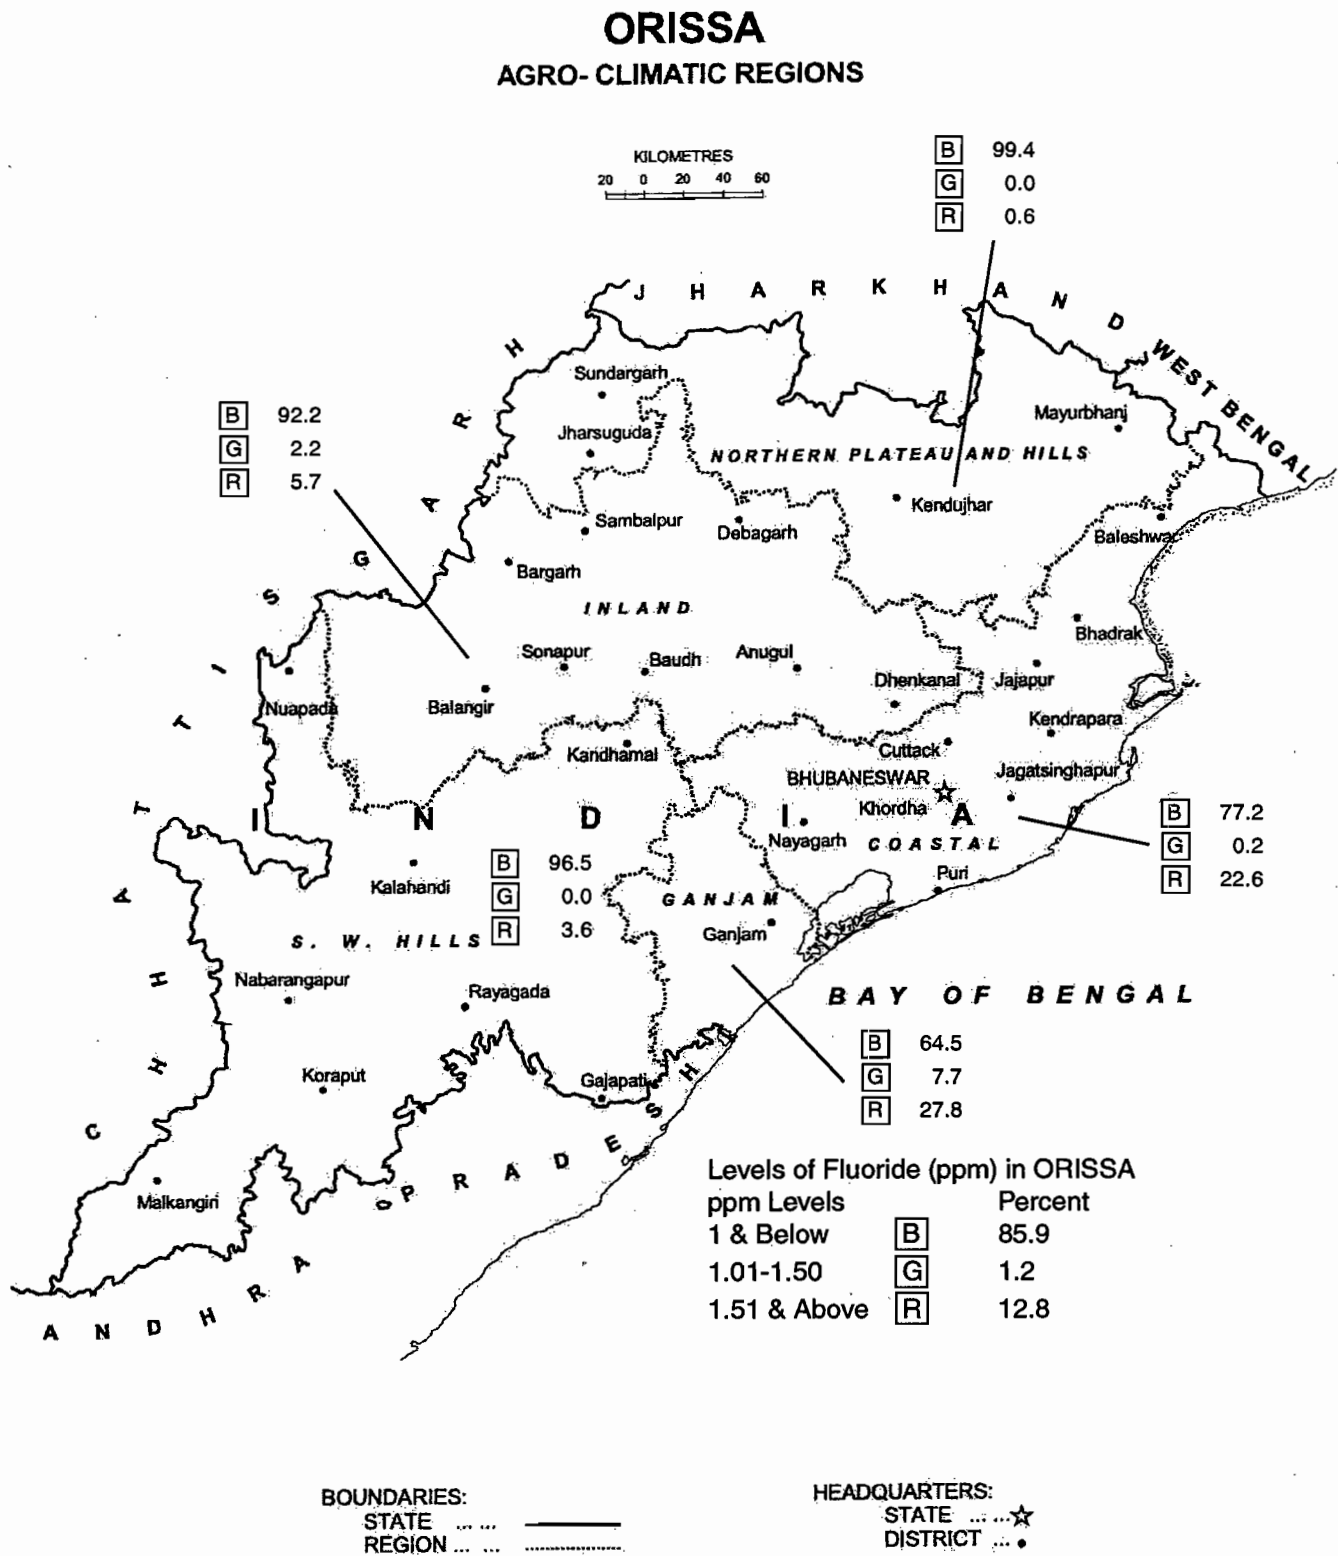 ORISSA
AGRO- CLIMATIC REGIONS
KILOMETRES
20 0 20 40 60
B 99.4
G 0.0
R 0.6
JHARKHAND
WEST BENGAL
CHHATTISGARH
Sundargarh
Jharsuguda
Mayurbhanj
B 92.2
G 2.2
R 5.7
NORTHERN PLATEAU AND HILLS
Kendujhar
Sambalpur
Debagarh
Baleshwar
Bargarh
INLAND
Bhadrak
Sonapur
Baudh
Anugul
Dhenkanal
Jajapur
Nuapada
Balangir
Kendrapara
Kandhamal
Cuttack
Jagatsinghapur
BHUBANESWAR
Khordha
INDIA
Nayagarh
COASTAL
B 77.2
G 0.2
R 22.6
Puri
Kalahandi
B 96.5
G 0.0
R 3.6
GANJAM
Ganjam
S. W. HILLS
Nabarangapur
Rayagada
BAY OF BENGAL
B 64.5
G 7.7
R 27.8
Koraput
Gajapati
Malkangiri
ANDHRA PRADESH
Levels of Fluoride (ppm) in ORISSA
ppm Levels Percent
1 & Below B 85.9
1.01-1.50 G 1.2
1.51 & Above R 12.8
BOUNDARIES:
STATE ... ...
REGION ... ...
HEADQUARTERS:
STATE ... ...
DISTRICT ...